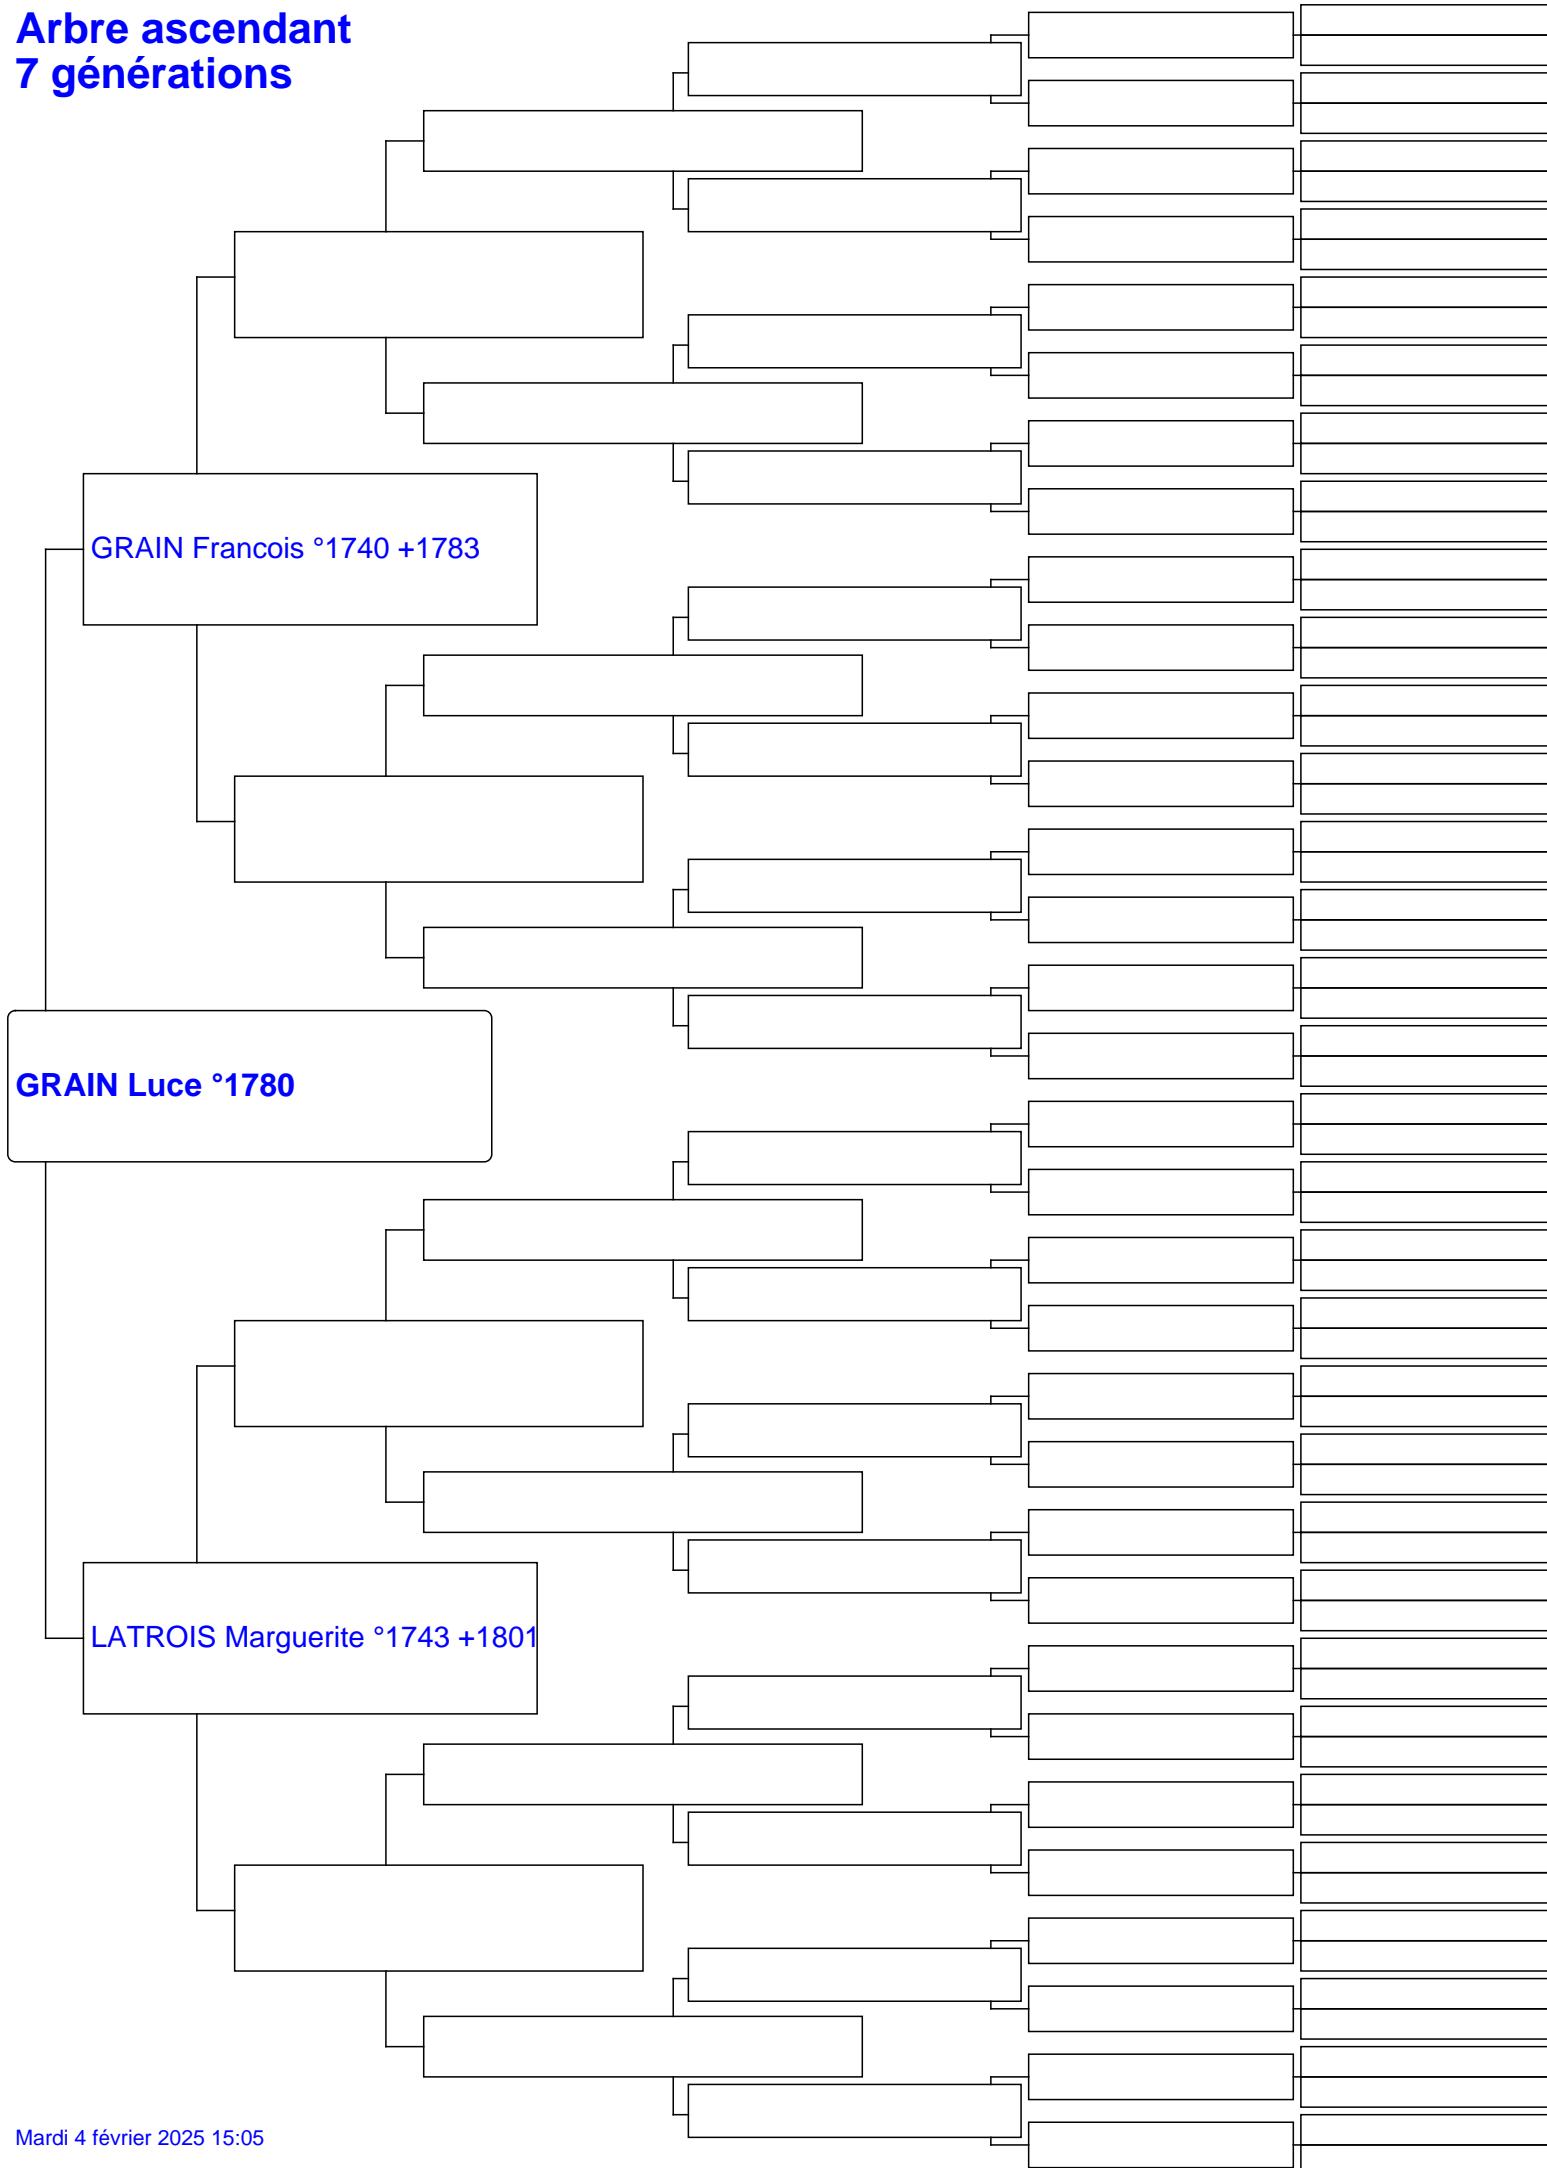 Arbre ascendant
7 générations
GRAIN Francois °1740 +1783
GRAIN Luce °1780
LATROIS Marguerite °1743 +1801
Mardi 4 février 2025 15:05